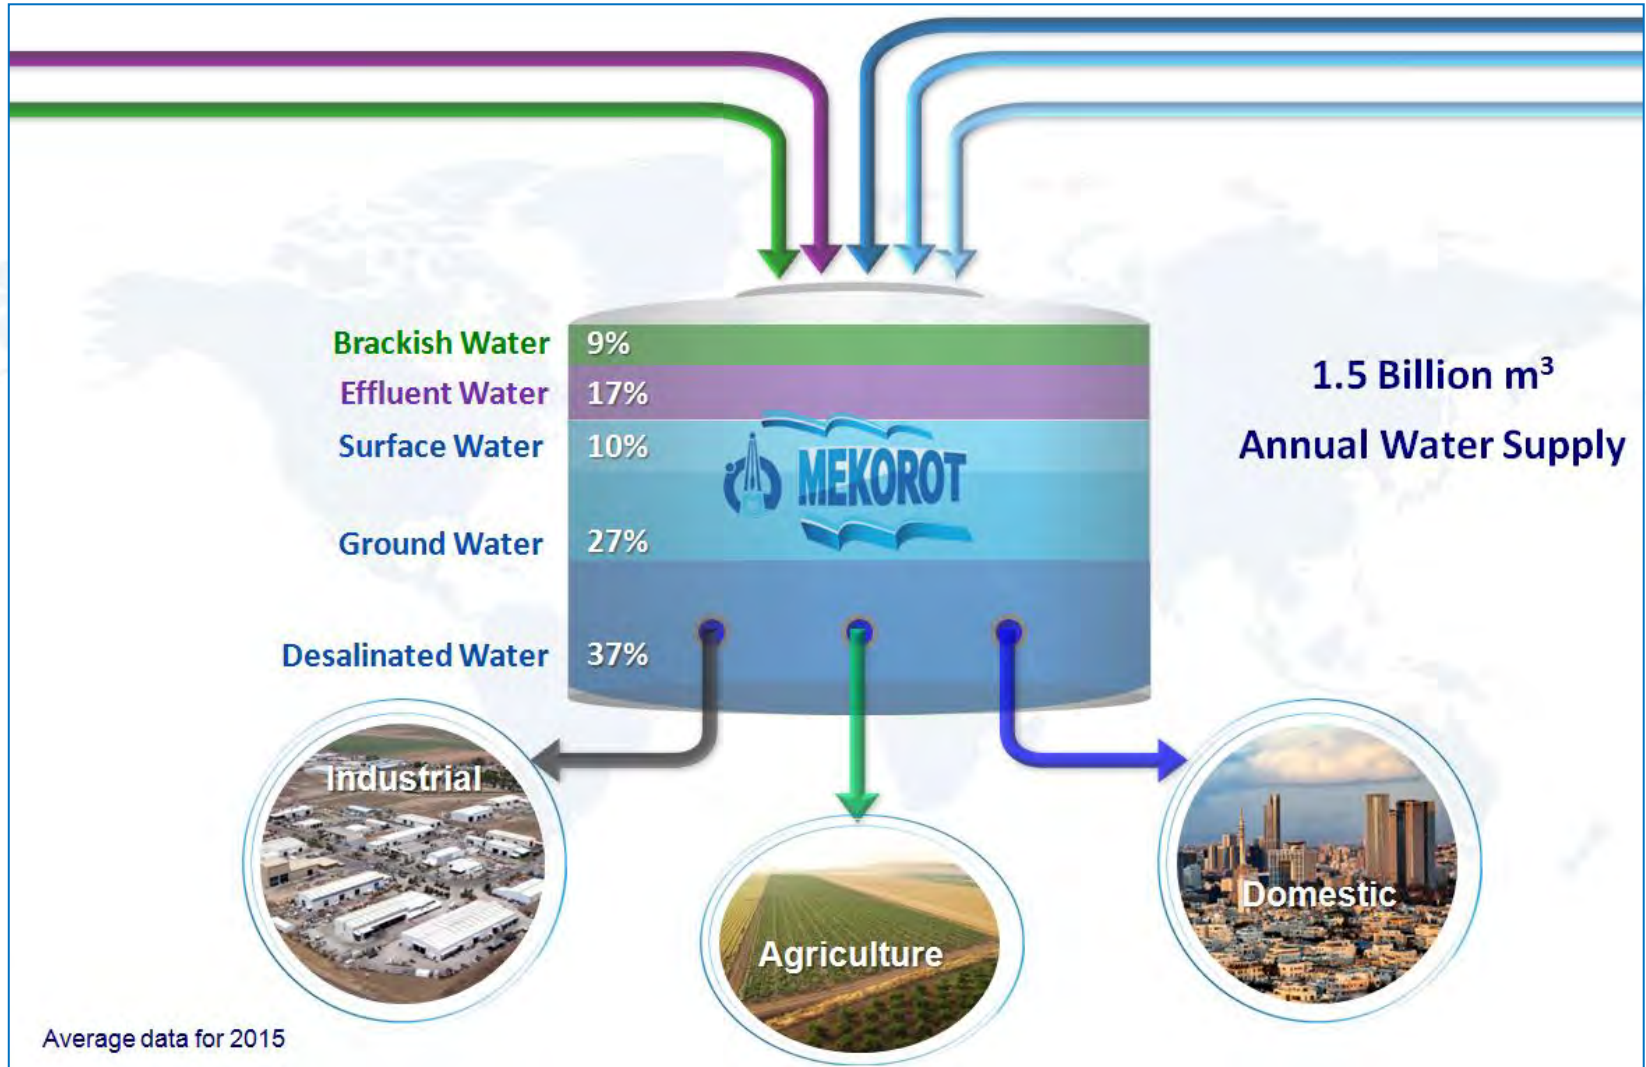 Brackish Water 9%
Effluent Water 17%
Surface Water 10%
Ground Water 27%
Desalinated Water 37%
MEKOROT
1.5 Billion m³
Annual Water Supply
Industrial
Agriculture
Domestic
Average data for 2015